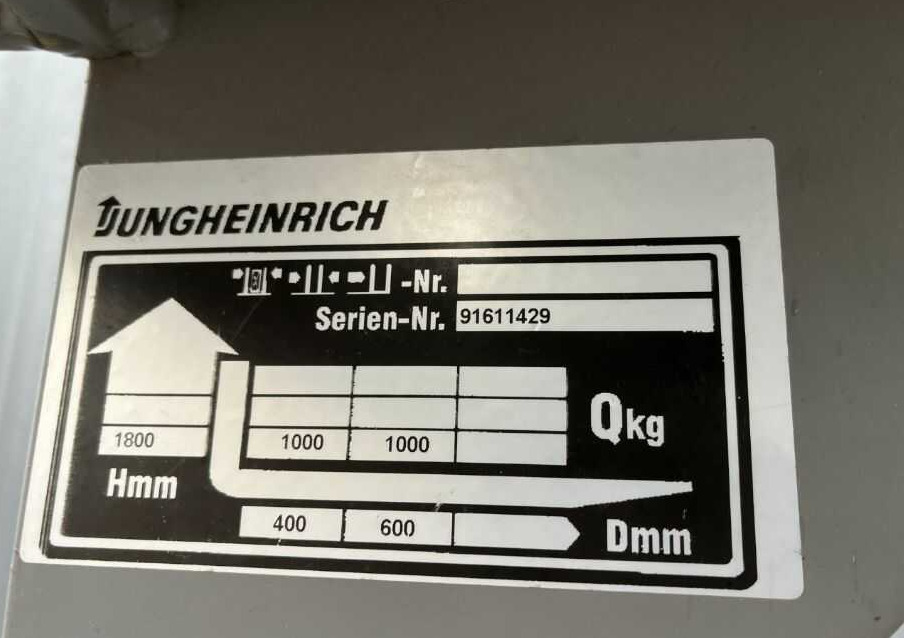 JUNGHEINRICH
-Nr.
Serien-Nr. 91611429
Qkg
1800 1000 1000
Hmm
400 600 Dmm